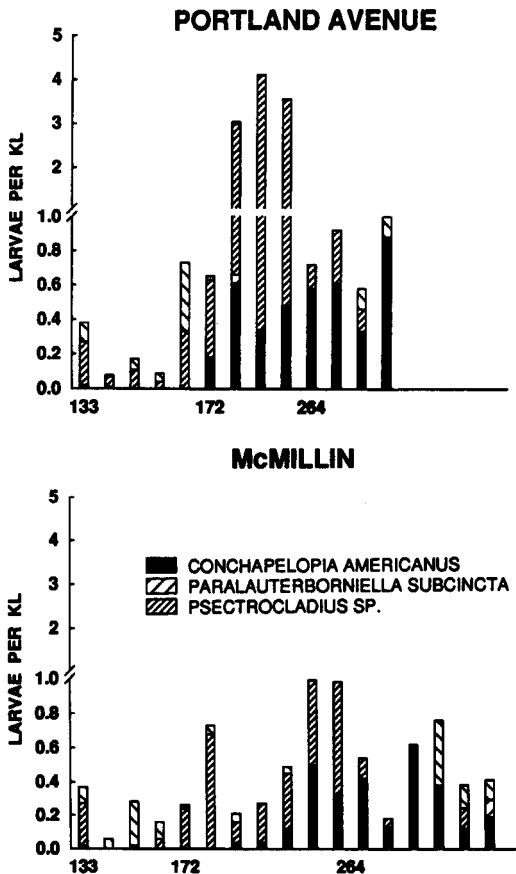 PORTLAND AVENUE
LARVAE PER KL
5
4
3
2
1.0
0.8
0.6
0.4
0.2
0.0
133 172 264
McMILLIN
LARVAE PER KL
5
4
3
2
1.0
0.8
0.6
0.4
0.2
0.0
CONCHAPELOPIA AMERICANUS
PARALAUTERBORNIELLA SUBCINCTA
PSECTROCLADIUS SP.
133 172 264